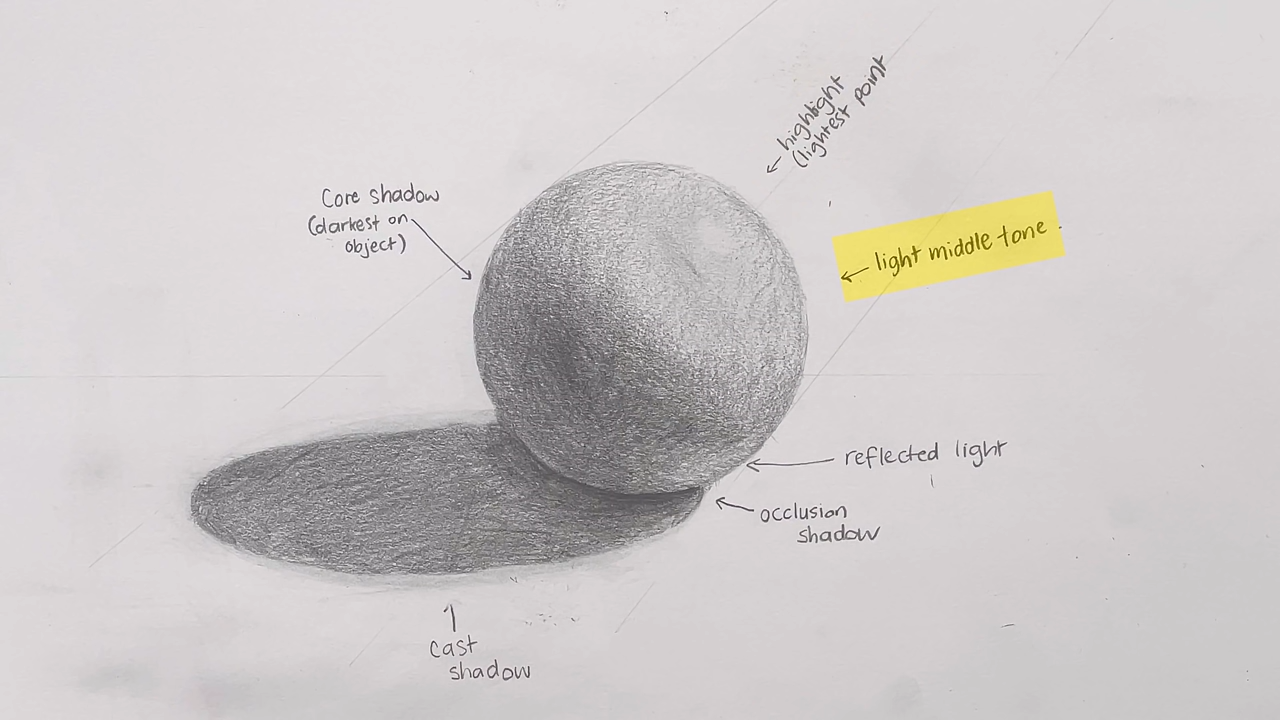 highlight
(lightest point
Core shadow
(darkest on
object)
light middle tone.
reflected light
occlusion
shadow
cast
shadow